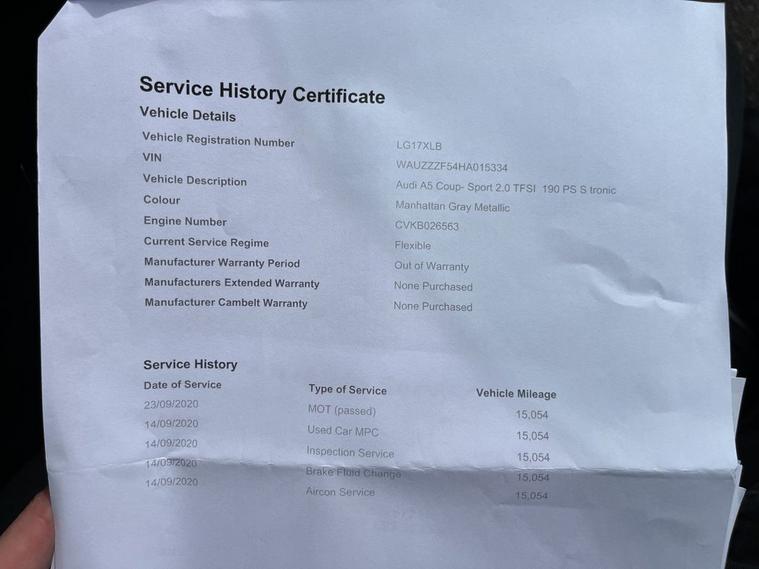 Service History Certificate
Vehicle Details
Vehicle Registration Number LG17XLB
VIN WAUZZZF54HA015334
Vehicle Description Audi A5 Coup- Sport 2.0 TFSI 190 PS S tronic
Colour Manhattan Gray Metallic
Engine Number CVKB026563
Current Service Regime Flexible
Manufacturer Warranty Period Out of Warranty
Manufacturers Extended Warranty None Purchased
Manufacturer Cambelt Warranty None Purchased
Service History
Date of Service Type of Service Vehicle Mileage
23/09/2020 MOT (passed) 15,054
14/09/2020 Used Car MPC 15,054
14/09/2020 Inspection Service 15,054
14/09/2020 Brake Fluid Change 15,054
14/09/2020 Aircon Service 15,054